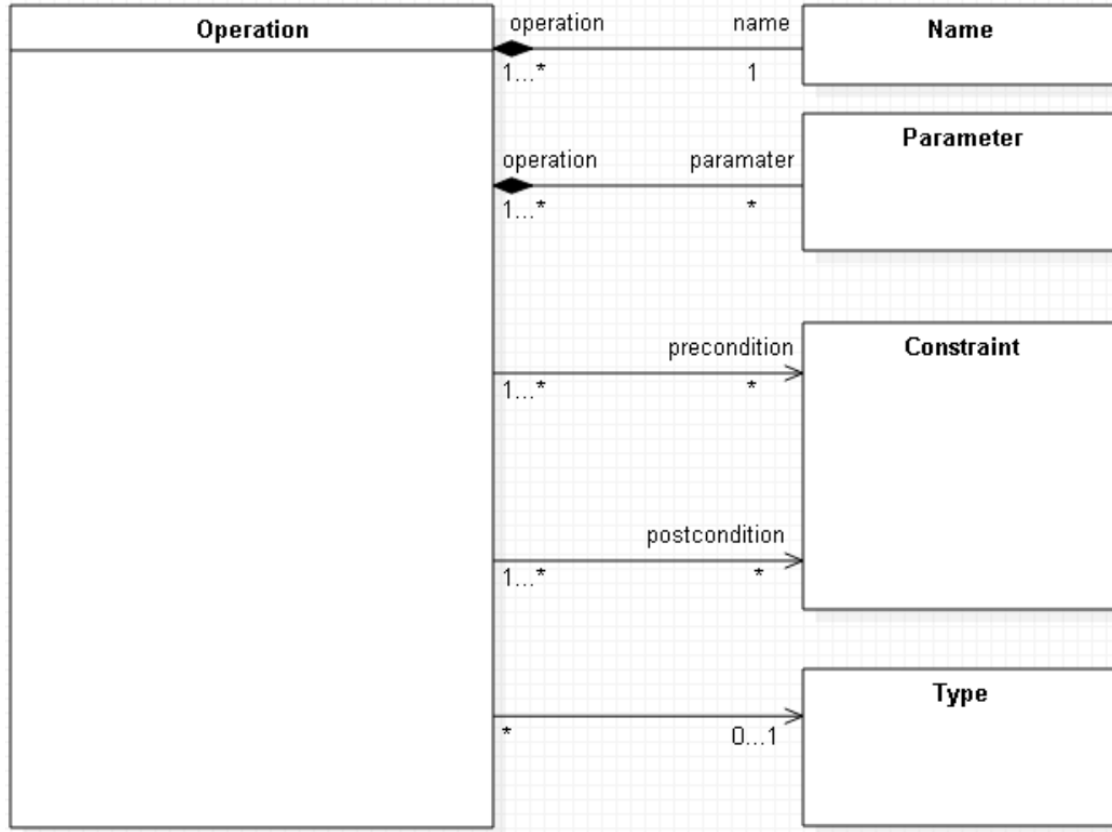 Operation
operation name
1...* 1
Name
operation paramater
1...* *
Parameter
precondition
1...* *
Constraint
postcondition
1...* *
* 0...1
Type